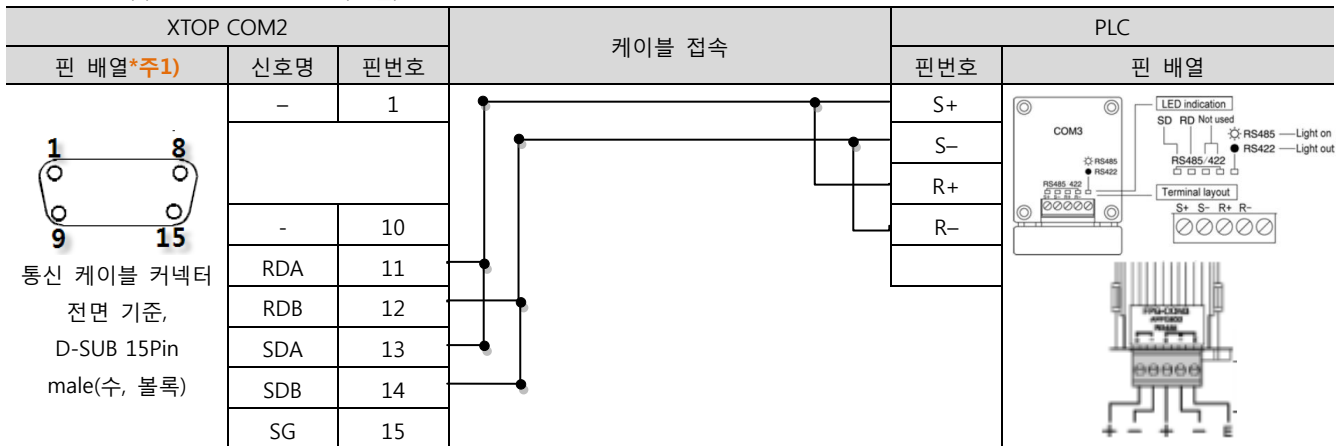 XTOP COM2
케이블 접속
PLC
핀 배열*주1)
신호명
핀번호
핀번호
핀 배열
–
1
S+
S–
R+
-
10
R–
RDA
11
RDB
12
SDA
13
SDB
14
SG
15
1
8
9
15
통신 케이블 커넥터
전면 기준,
D-SUB 15Pin
male(수, 볼록)
COM3
RS485
RS422
RS485 422
S+ S- R+ R-
LED indication
SD RD Not used
RS485 — Light on
RS422 — Light out
RS485/422
Terminal layout
S+ S- R+ R-
FPG-COM3
+ − + − E